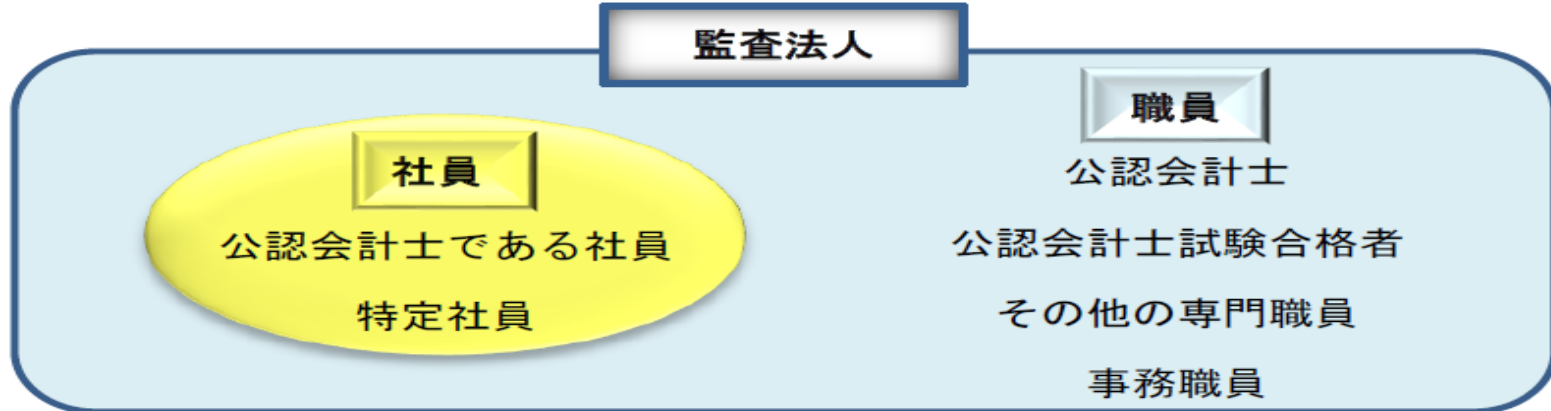 監査法人
社員
公認会計士である社員
特定社員
職員
公認会計士
公認会計士試験合格者
その他の専門職員
事務職員